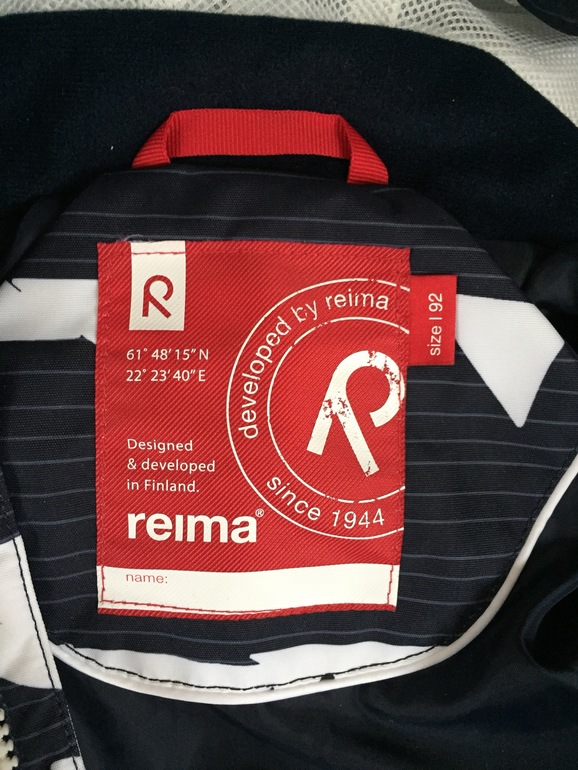 61° 48' 15" N
22° 23' 40" E
Designed
& developed
in Finland.
reima®
name:
developed by reima
since 1944
size | 92